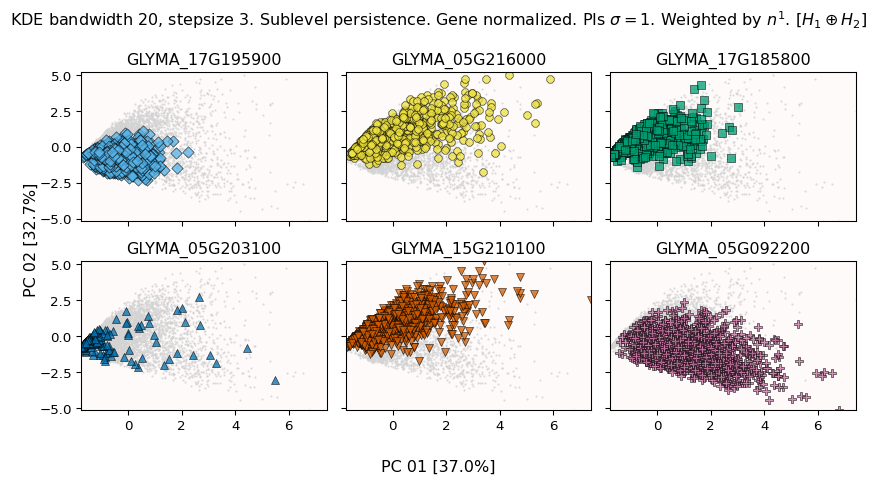 KDE bandwidth 20, stepsize 3. Sublevel persistence. Gene normalized. PIs σ = 1. Weighted by n¹. [H₁ ⊕ H₂]
GLYMA_17G195900 GLYMA_05G216000 GLYMA_17G185800
5.0
2.5
0.0
−2.5
−5.0
PC 02 [32.7%]
GLYMA_05G203100 GLYMA_15G210100 GLYMA_05G092200
5.0
2.5
0.0
−2.5
−5.0
0 2 4 6 0 2 4 6 0 2 4 6
PC 01 [37.0%]